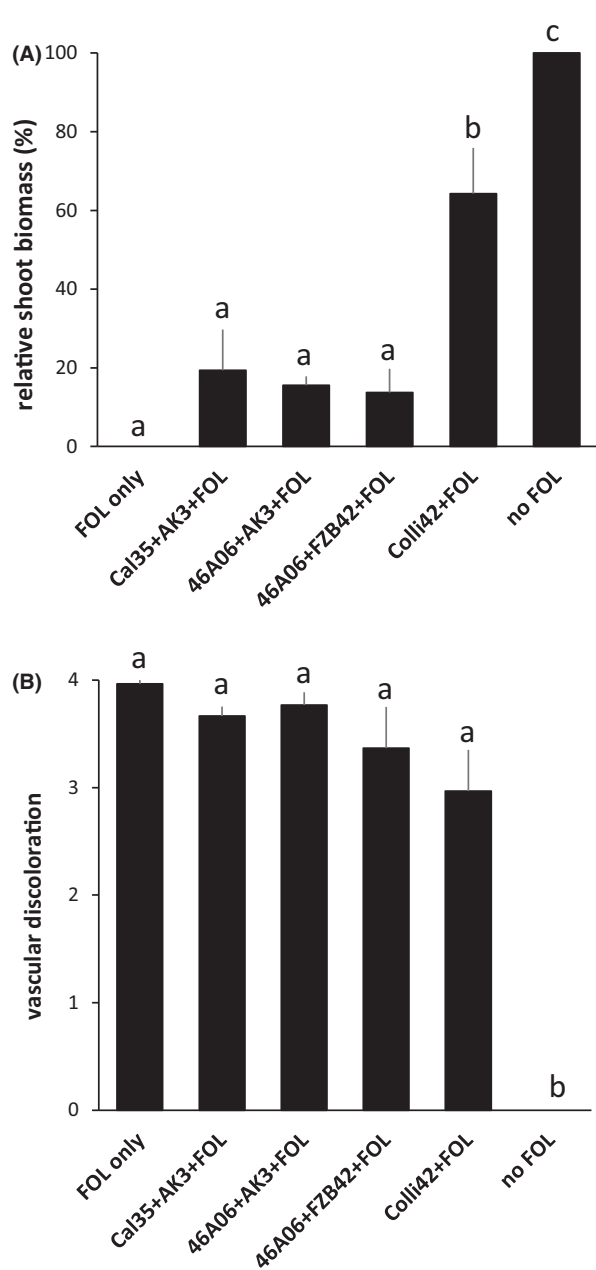 (A)
relative shoot biomass (%)
100
80
60
40
20
0
a
a
a
a
b
c
FOL only
Cal35+AK3+FOL
46A06+AK3+FOL
46A06+FZB42+FOL
Colli42+FOL
no FOL
(B)
vascular discoloration
4
3
2
1
0
a
a
a
a
a
b
FOL only
Cal35+AK3+FOL
46A06+AK3+FOL
46A06+FZB42+FOL
Colli42+FOL
no FOL